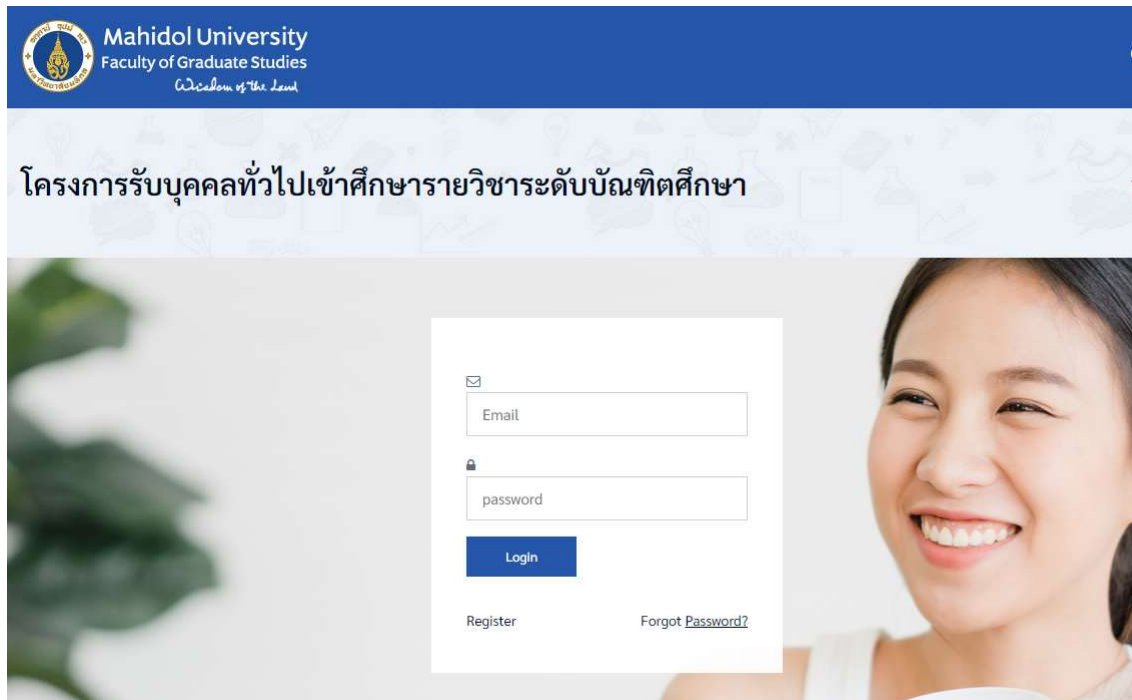 Mahidol University
Faculty of Graduate Studies
Wisdom of the Land
โครงการรับบุคคลทั่วไปเข้าศึกษารายวิชาระดับบัณฑิตศึกษา
Email
password
Login
Register Forgot Password?